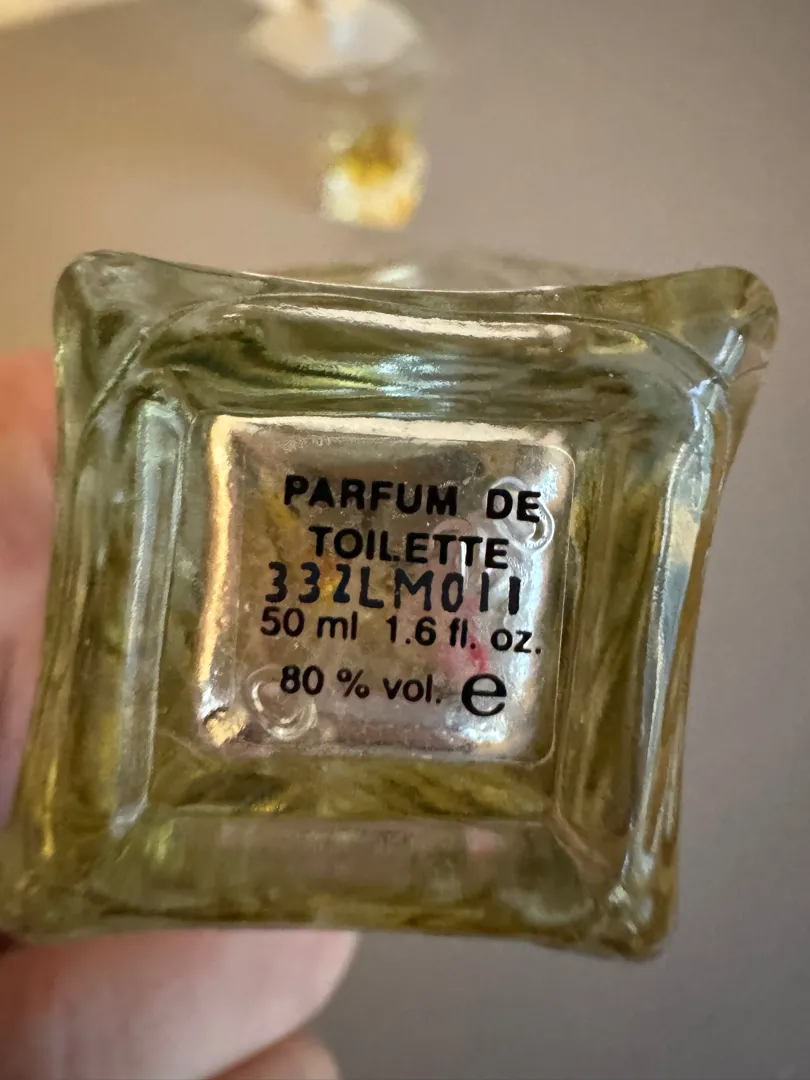 PARFUM DE
TOILETTE
332LM011
50 ml 1.6 fl. oz.
80 % vol. e